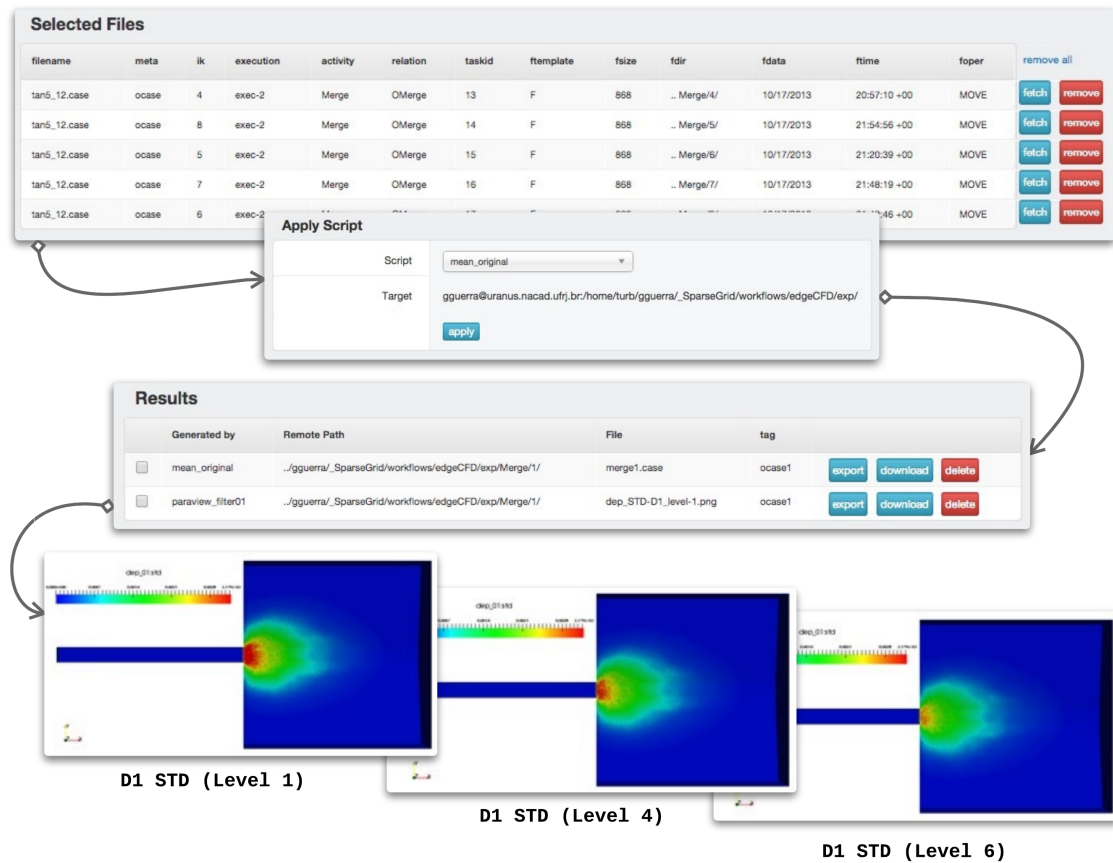 Selected Files
filename meta ik execution activity relation taskid ftemplate fsize fdir fdata ftime foper remove all
tan5_12.case ocase 4 exec-2 Merge OMerge 13 F 868 .. Merge/4/ 10/17/2013 20:57:10 +00 MOVE fetch remove
tan5_12.case ocase 8 exec-2 Merge OMerge 14 F 868 .. Merge/5/ 10/17/2013 21:54:56 +00 MOVE fetch remove
tan5_12.case ocase 5 exec-2 Merge OMerge 15 F 868 .. Merge/6/ 10/17/2013 21:20:39 +00 MOVE fetch remove
tan5_12.case ocase 7 exec-2 Merge OMerge 16 F 868 .. Merge/7/ 10/17/2013 21:48:19 +00 MOVE fetch remove
tan5_12.case ocase 6 exec-2 :46 +00 MOVE fetch remove
Apply Script
Script mean_original
Target gguerra@uranus.nacad.ufrj.br:/home/turb/gguerra/_SparseGrid/workflows/edgeCFD/exp/
apply
Results
Generated by Remote Path File tag
mean_original ../gguerra/_SparseGrid/workflows/edgeCFD/exp/Merge/1/ merge1.case ocase1 export download delete
paraview_filter01 ../gguerra/_SparseGrid/workflows/edgeCFD/exp/Merge/1/ dep_STD-D1_level-1.png ocase1 export download delete
dep_01std
dep_01std
dep_01std
D1 STD (Level 1)
D1 STD (Level 4)
D1 STD (Level 6)